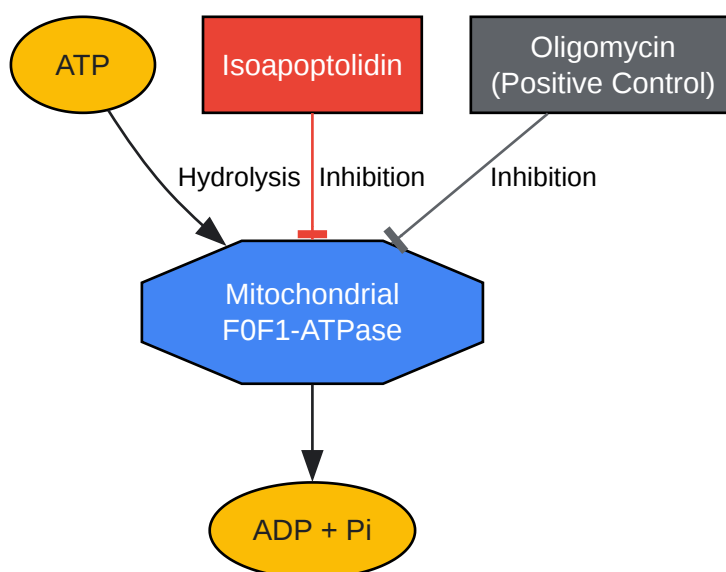 ATP
Isoapoptolidin
Oligomycin
(Positive Control)
Hydrolysis
Inhibition
Inhibition
Mitochondrial
F0F1-ATPase
ADP + Pi